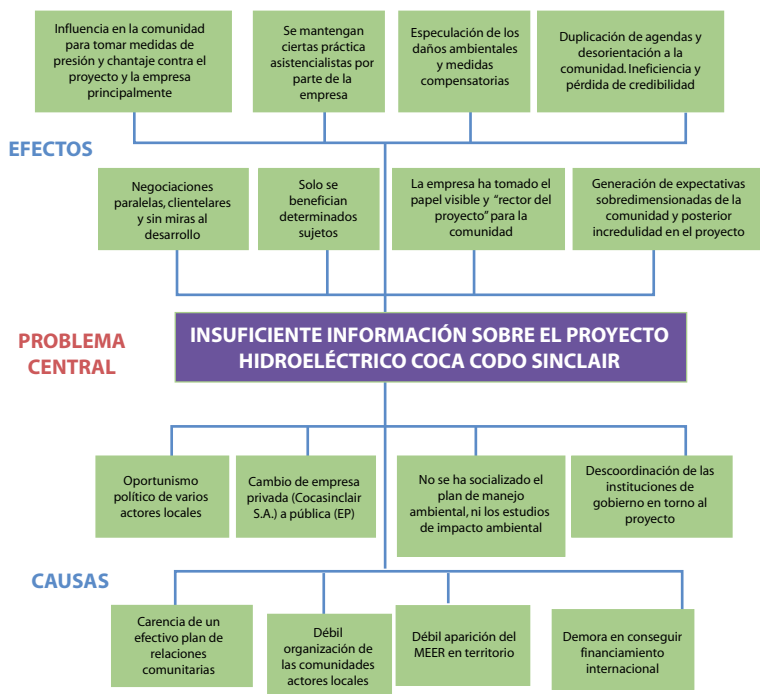 Influencia en la comunidad
para tomar medidas de
presión y chantaje contra el
proyecto y la empresa
principalmente
Se mantengan
ciertas práctica
asistencialistas por
parte de la
empresa
Especulación de los
daños ambientales
y medidas
compensatorias
Duplicación de agendas y
desorientación a la
comunidad. Ineficiencia y
pérdida de credibilidad
EFECTOS
Negociaciones
paralelas, clientelares
y sin miras al
desarrollo
Solo se
benefician
determinados
sujetos
La empresa ha tomado el
papel visible y “rector del
proyecto” para la
comunidad
Generación de expectativas
sobredimensionadas de la
comunidad y posterior
incredulidad en el proyecto
PROBLEMA
CENTRAL
INSUFICIENTE INFORMACIÓN SOBRE EL PROYECTO
HIDROELÉCTRICO COCA CODO SINCLAIR
Oportunismo
político de varios
actores locales
Cambio de empresa
privada (Cocasinclair
S.A.) a pública (EP)
No se ha socializado el
plan de manejo
ambiental, ni los estudios
de impacto ambiental
Descoordinación de las
instituciones de
gobierno en torno al
proyecto
CAUSAS
Carencia de un
efectivo plan de
relaciones
comunitarias
Débil
organización de
las comunidades
actores locales
Débil aparición del
MEER en territorio
Demora en conseguir
financiamiento
internacional